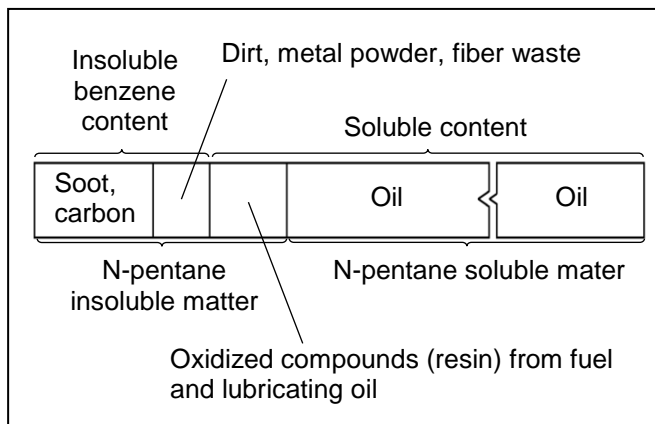 Dirt, metal powder, fiber waste
Insoluble
benzene
content
Soluble content
Soot,
carbon
Oil
Oil
N-pentane
insoluble matter
N-pentane soluble mater
Oxidized compounds (resin) from fuel
and lubricating oil